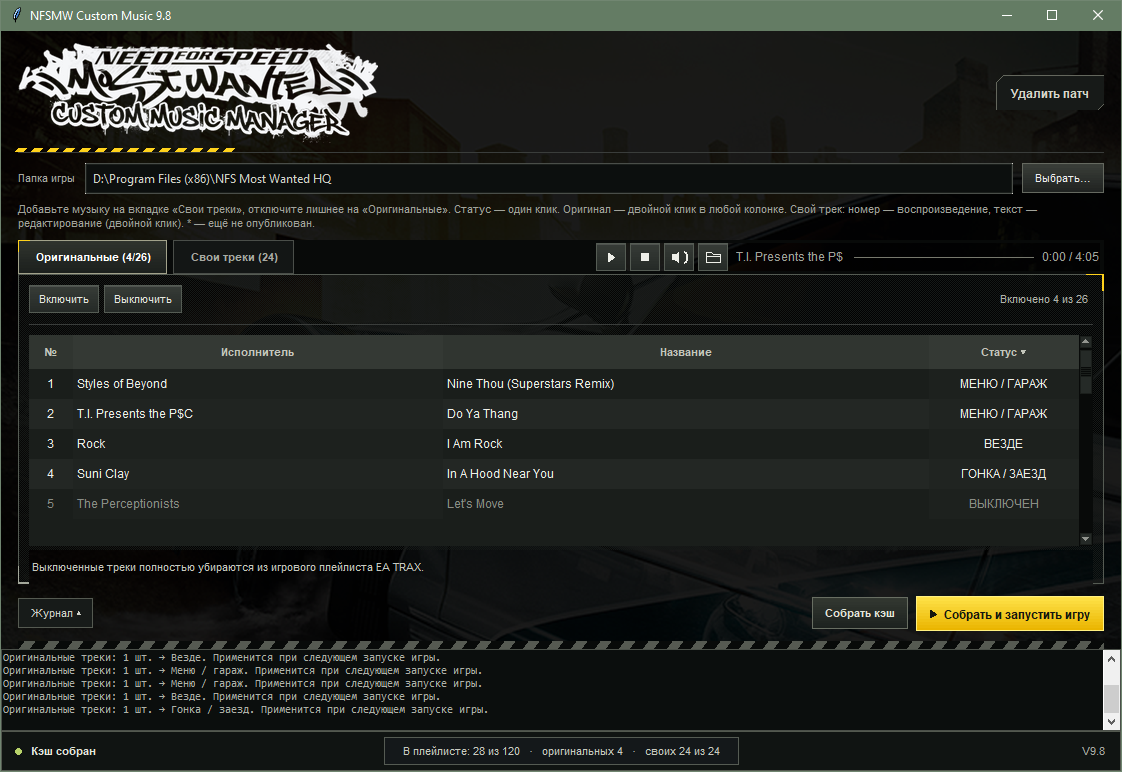 NFSMW Custom Music 9.8
NEED FOR SPEED
MOST WANTED
CUSTOM MUSIC MANAGER
Удалить патч
Папка игры
D:\Program Files (x86)\NFS Most Wanted HQ
Выбрать...
Добавьте музыку на вкладке «Свои треки», отключите лишнее на «Оригинальные». Статус — один клик. Оригинал — двойной клик в любой колонке. Свой трек: номер — воспроизведение, текст —
редактирование (двойной клик). * — ещё не опубликован.
Оригинальные (4/26) Свои треки (24) T.I. Presents the P$ 0:00 / 4:05
Включить Выключить Включено 4 из 26
№ Исполнитель Название Статус ▾
1 Styles of Beyond Nine Thou (Superstars Remix) МЕНЮ / ГАРАЖ
2 T.I. Presents the P$C Do Ya Thang МЕНЮ / ГАРАЖ
3 Rock I Am Rock ВЕЗДЕ
4 Suni Clay In A Hood Near You ГОНКА / ЗАЕЗД
5 The Perceptionists Let's Move ВЫКЛЮЧЕН
Выключенные треки полностью убираются из игрового плейлиста EA TRAX.
Журнал ▴ Собрать кэш ▶ Собрать и запустить игру
Оригинальные треки: 1 шт. → Везде. Применится при следующем запуске игры.
Оригинальные треки: 1 шт. → Меню / гараж. Применится при следующем запуске игры.
Оригинальные треки: 1 шт. → Меню / гараж. Применится при следующем запуске игры.
Оригинальные треки: 1 шт. → Везде. Применится при следующем запуске игры.
Оригинальные треки: 1 шт. → Гонка / заезд. Применится при следующем запуске игры.
● Кэш собран В плейлисте: 28 из 120 · оригинальных 4 · своих 24 из 24 V9.8